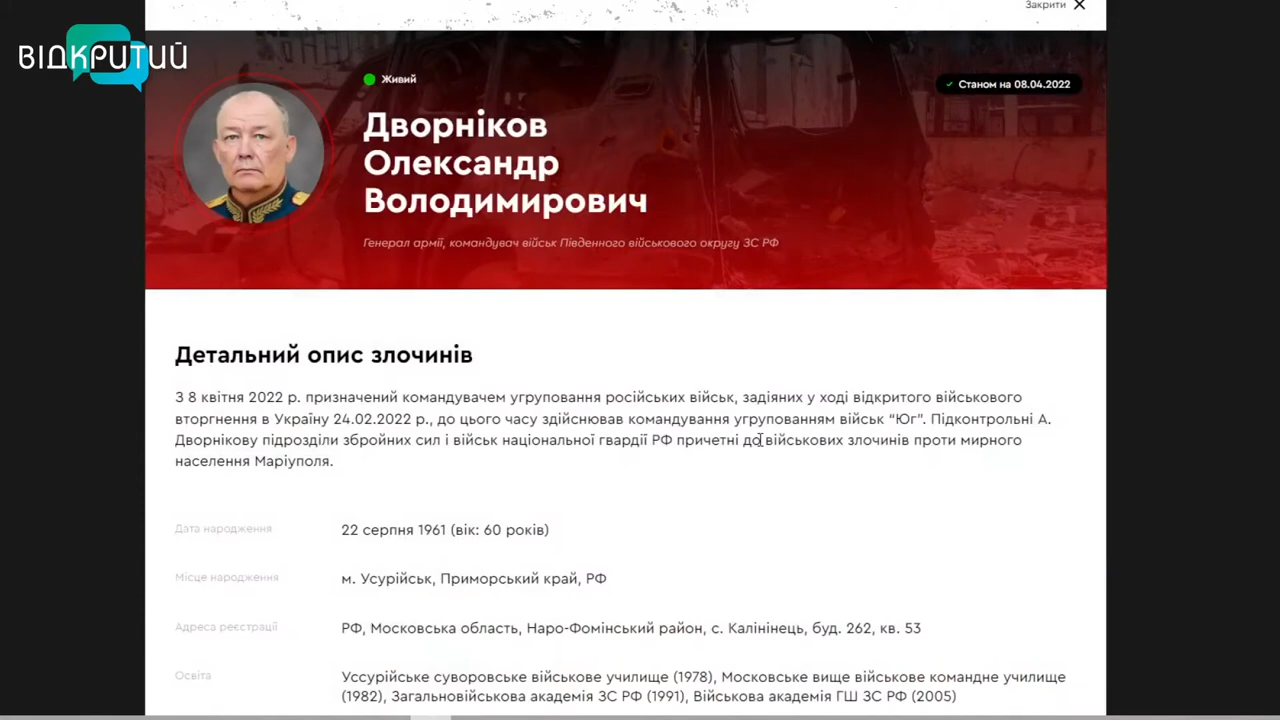 Закрити
ВІДКРИТИЙ
Живий
Станом на 08.04.2022
Дворніков
Олександр
Володимирович
Генерал армії, командувач військ Південного військового округу ЗС РФ
Детальний опис злочинів
З 8 квітня 2022 р. призначений командувачем угруповання російських військ, задіяних у ході відкритого військового
вторгнення в Україну 24.02.2022 р., до цього часу здійснював командування угрупованням військ “Юг”. Підконтрольні А.
Дворнікову підрозділи збройних сил і військ національної гвардії РФ причетні до військових злочинів проти мирного
населення Маріуполя.
Дата народження
22 серпня 1961 (вік: 60 років)
Місце народження
м. Усурійськ, Приморський край, РФ
Адреса реєстрації
РФ, Московська область, Наро-Фомінський район, с. Калінінець, буд. 262, кв. 53
Освіта
Уссурійське суворовське військове училище (1978), Московське вище військове командне училище
(1982), Загальновійськова академія ЗС РФ (1991), Військова академія ГШ ЗС РФ (2005)